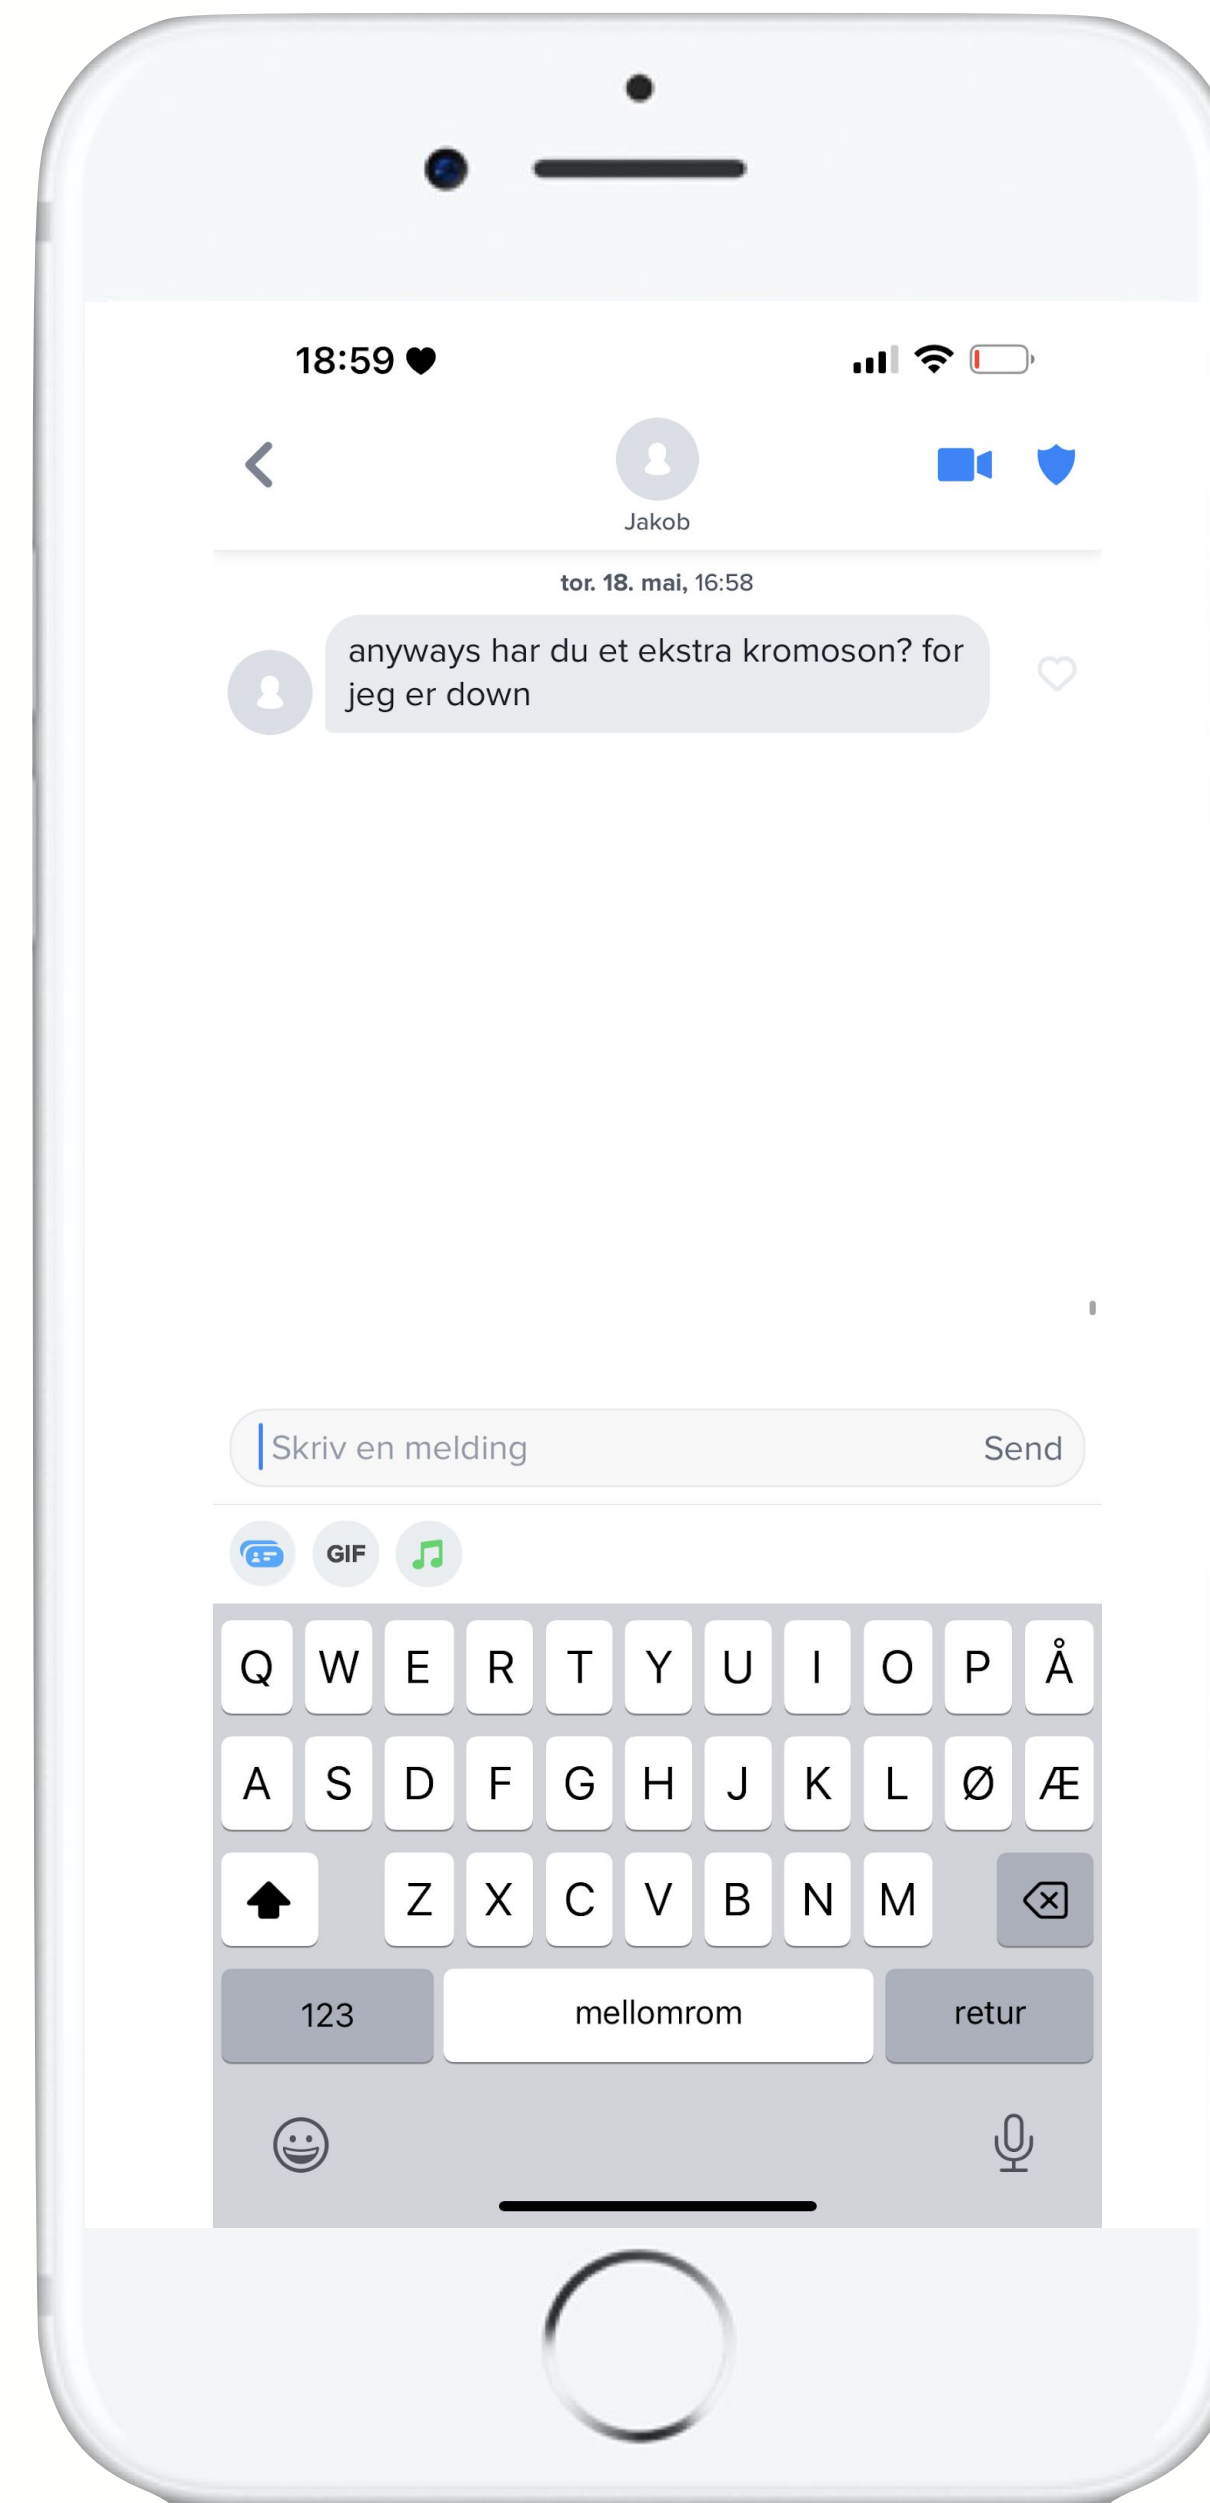 18:59
Jakob
tor. 18. mai, 16:58
anyways har du et ekstra kromoson? for
jeg er down
Skriv en melding
Send
GIF
Q W E R T Y U I O P Å
A S D F G H J K L Ø Æ
Z X C V B N M
123 mellomrom retur